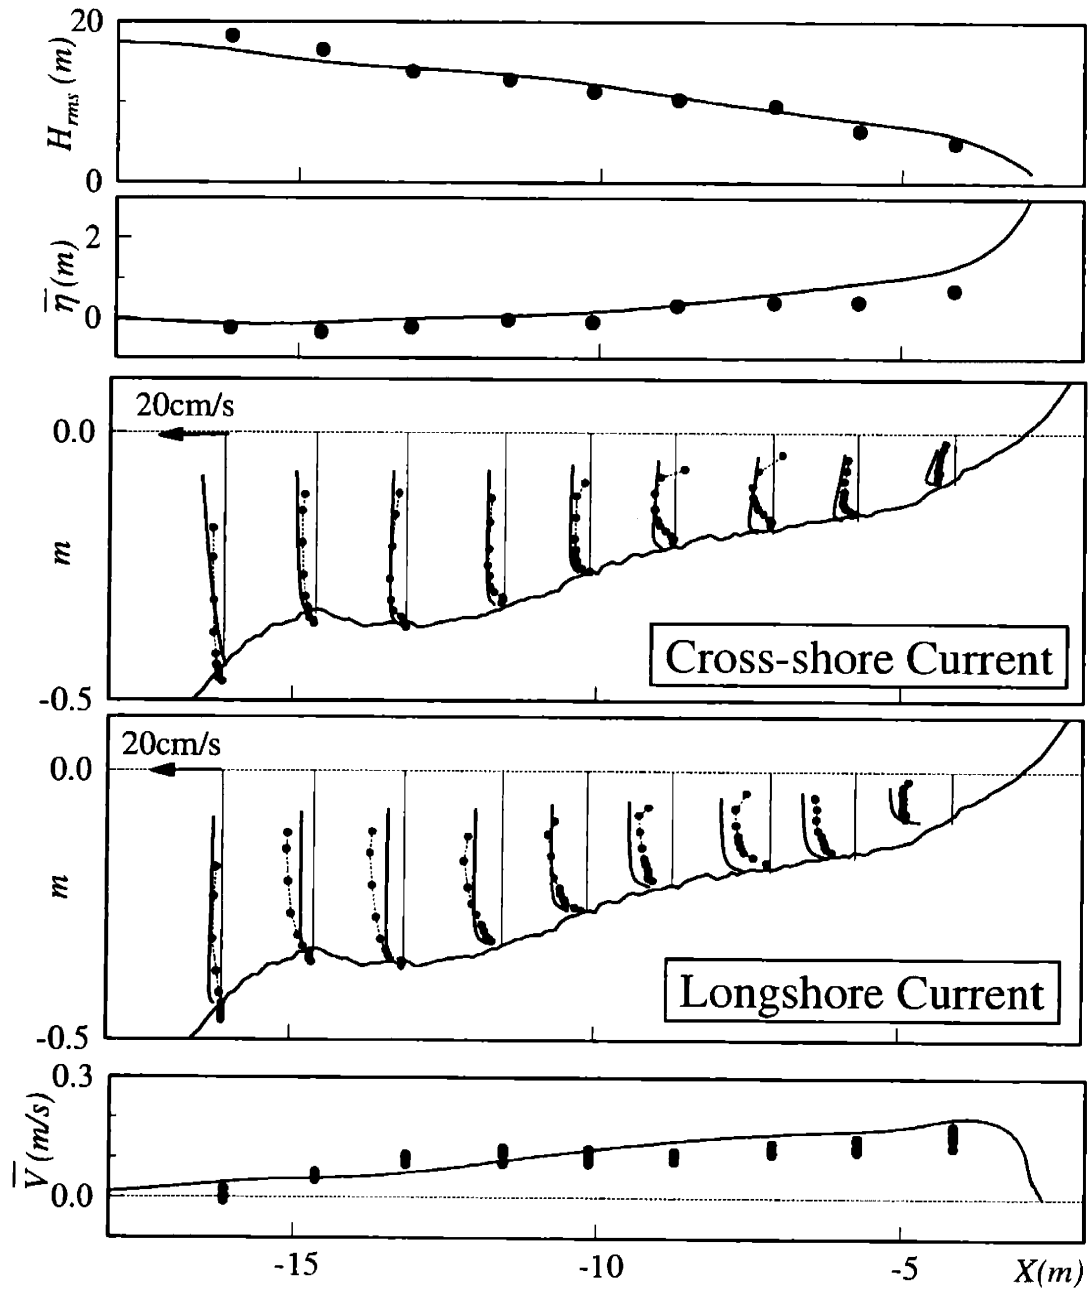 20
H_rms (m)
0
2
η̅ (m)
0
20cm/s
0.0
m
Cross-shore Current
-0.5
20cm/s
0.0
m
Longshore Current
-0.5
0.3
V̅ (m/s)
0.0
-15 -10 -5 X(m)